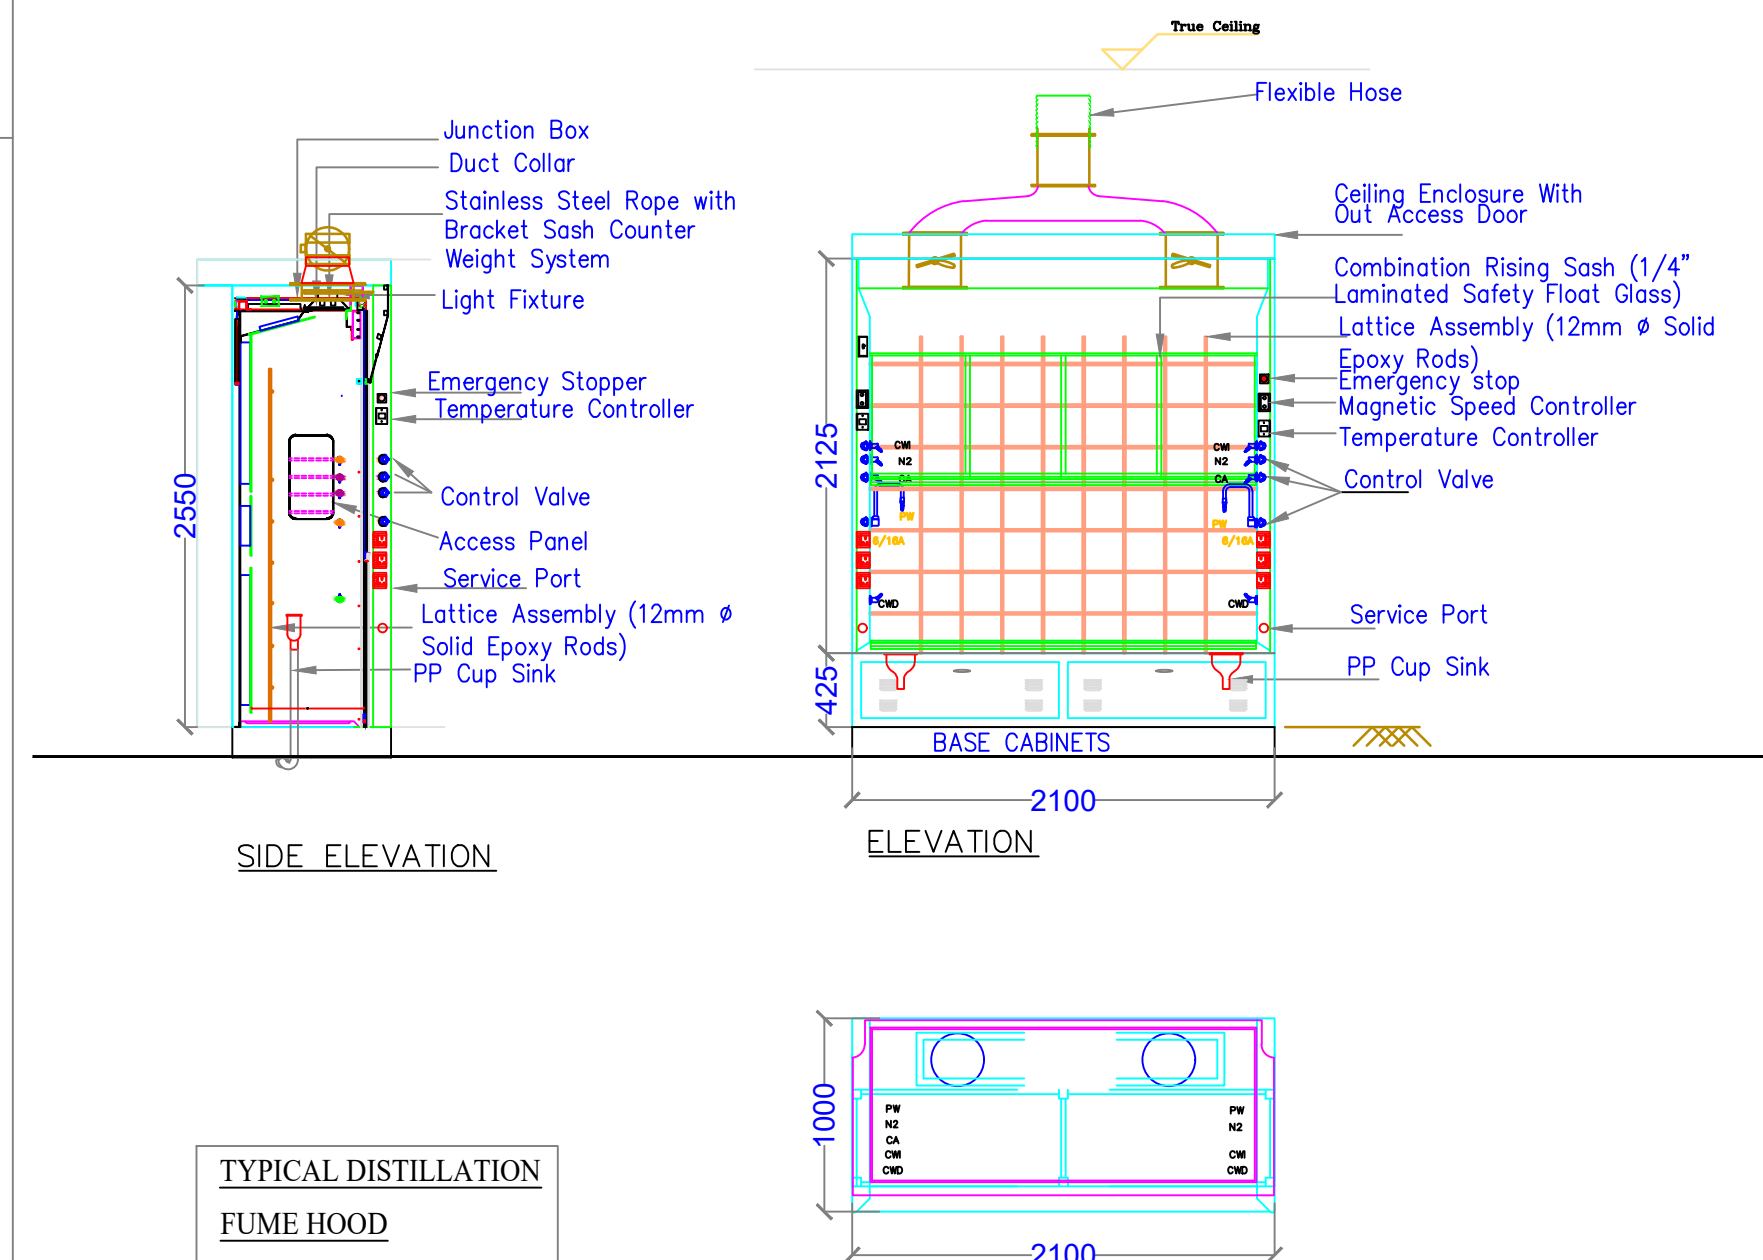 True Ceiling
Flexible Hose
Junction Box
Duct Collar
Stainless Steel Rope with
Bracket Sash Counter
Weight System
Light Fixture
Emergency Stopper
Temperature Controller
Control Valve
Access Panel
Service Port
Lattice Assembly (12mm ø
Solid Epoxy Rods)
PP Cup Sink
2550
SIDE ELEVATION
Ceiling Enclosure With
Out Access Door
Combination Rising Sash (1/4”
Laminated Safety Float Glass)
Lattice Assembly (12mm ø Solid
Epoxy Rods)
Emergency stop
Magnetic Speed Controller
Temperature Controller
Control Valve
Service Port
PP Cup Sink
CWI
N2
CA
PW
6/16A
CWD
CWI
N2
CA
PW
6/16A
CWD
2125
425
BASE CABINETS
2100
ELEVATION
1000
PW
N2
CA
CWI
CWD
PW
N2
CWI
CWD
2100
TYPICAL DISTILLATION
FUME HOOD